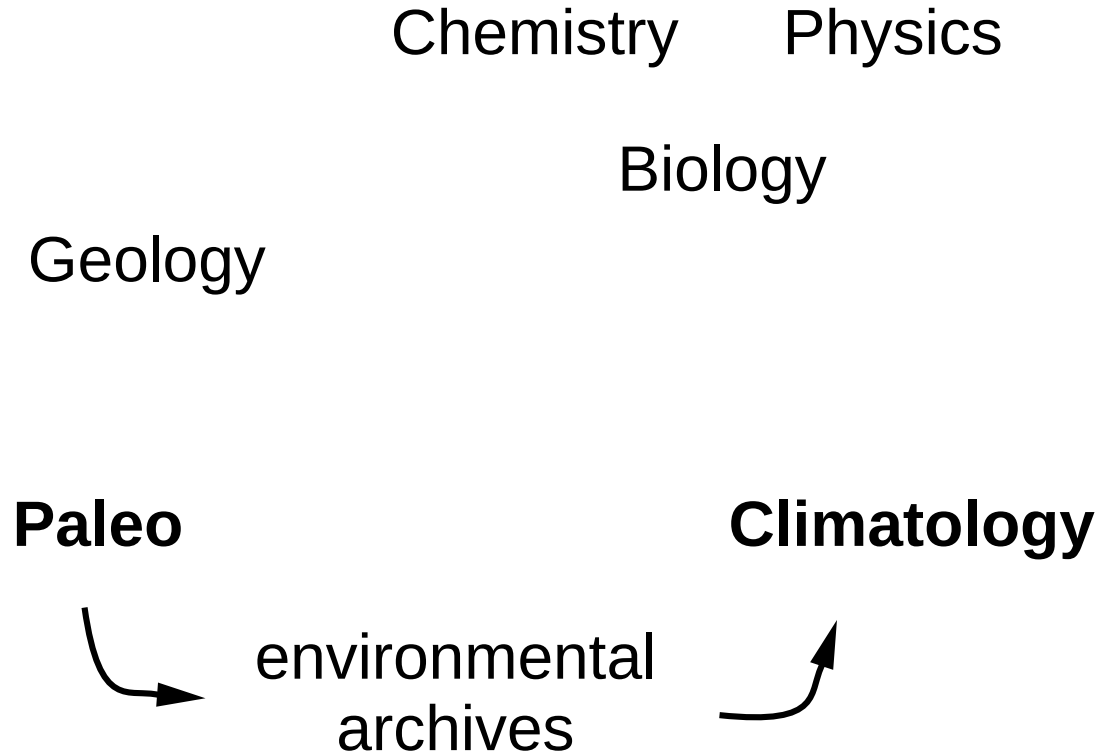 Chemistry Physics
Biology
Geology
Paleo Climatology
environmental
archives